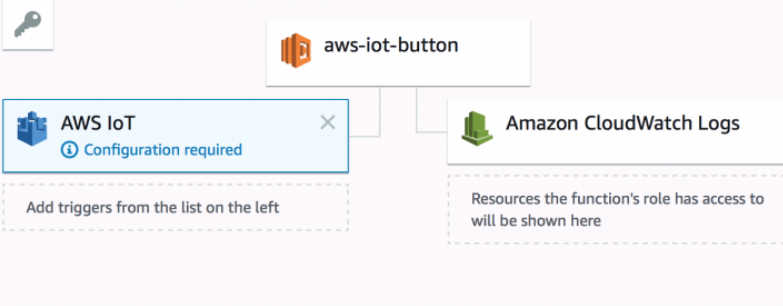 aws-iot-button
AWS IoT
Configuration required
Amazon CloudWatch Logs
Add triggers from the list on the left
Resources the function's role has access to
will be shown here